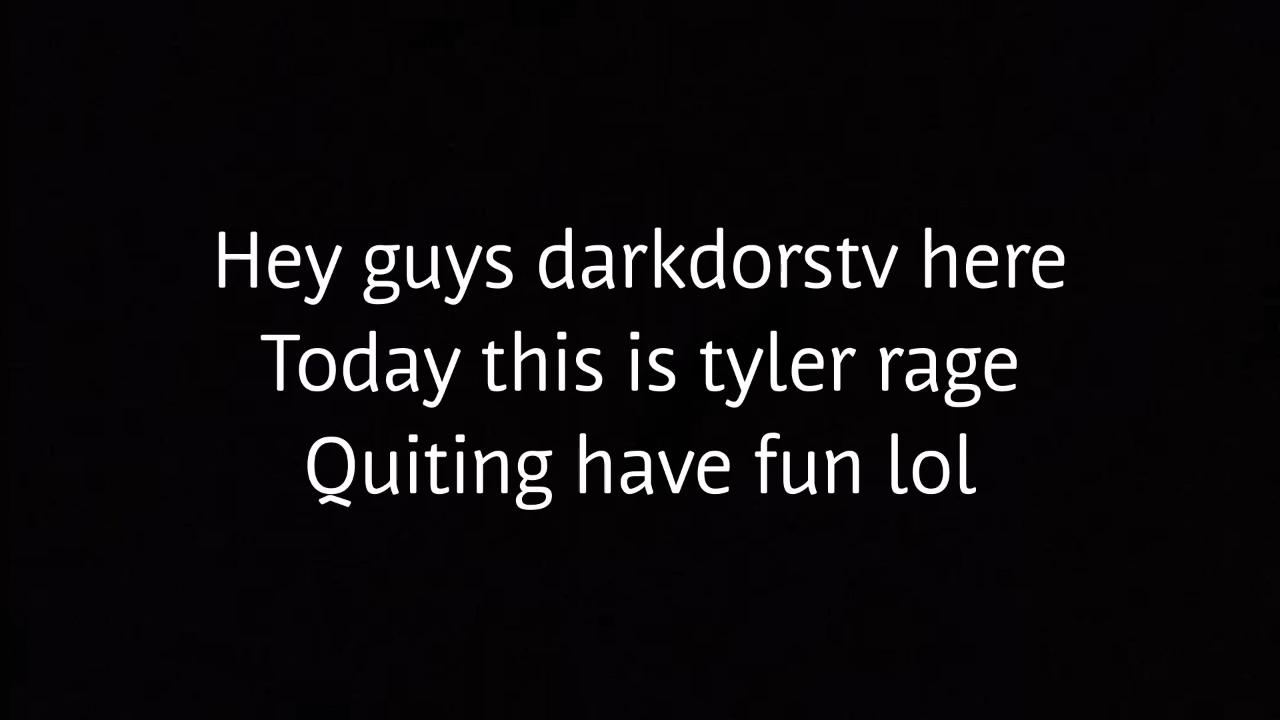 Hey guys darkdorstv here
Today this is tyler rage
Quiting have fun lol